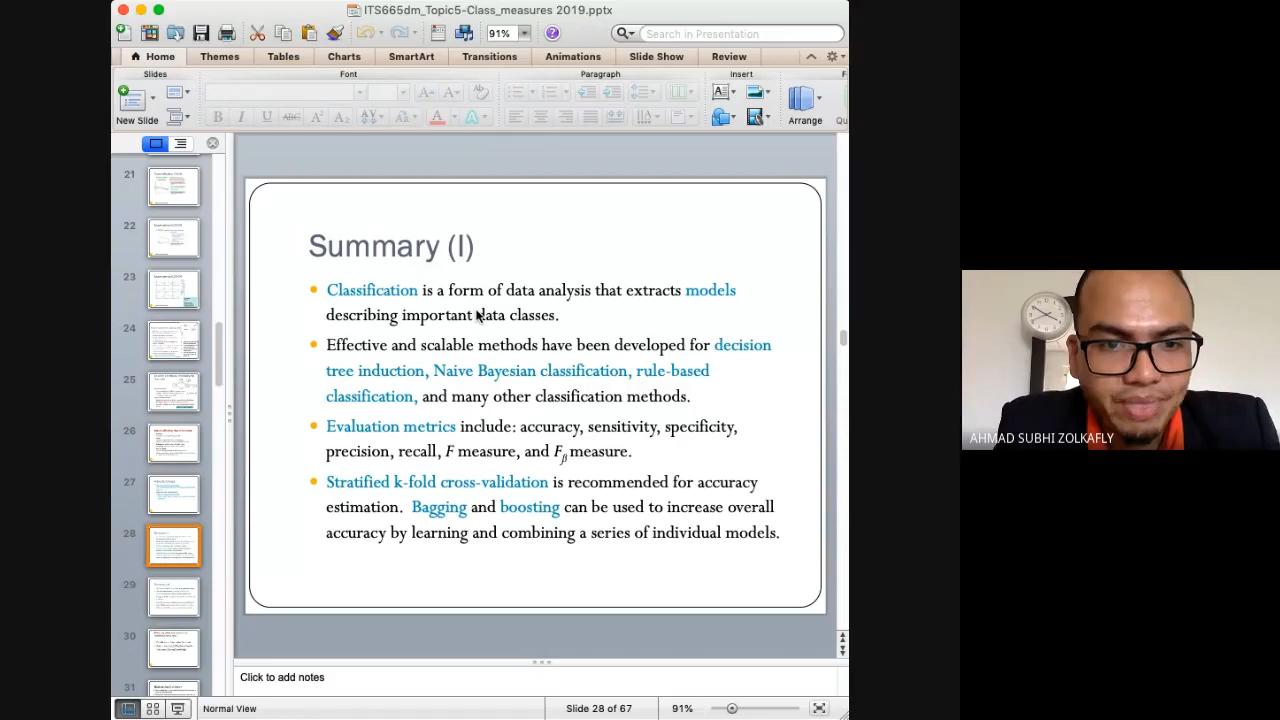 ITS665dm_Topic5-Class_measures 2019.pptx
91%
Search in Presentation
Home Themes Tables Charts SmartArt Transitions Animations Slide Show Review
Slides Font Paragraph Insert F
New Slide
B I U ABC A² A₂ AV A A
Arrange Qu
21
22
23
24
25
26
27
28
29
30
31
Summary (I)
• Classification is a form of data analysis that extracts models
describing important data classes.
• Effective and scalable methods have been developed for decision
tree induction, Naive Bayesian classification, rule-based
classification, and many other classification methods.
• Evaluation metrics include: accuracy, sensitivity, specificity,
precision, recall, F measure, and Fß measure.
• Stratified k-fold cross-validation is recommended for accuracy
estimation. Bagging and boosting can be used to increase overall
accuracy by learning and combining a series of individual models.
Click to add notes
Normal View Slide 28 of 67 91%
AHMAD SUBHI ZOLKAFLY